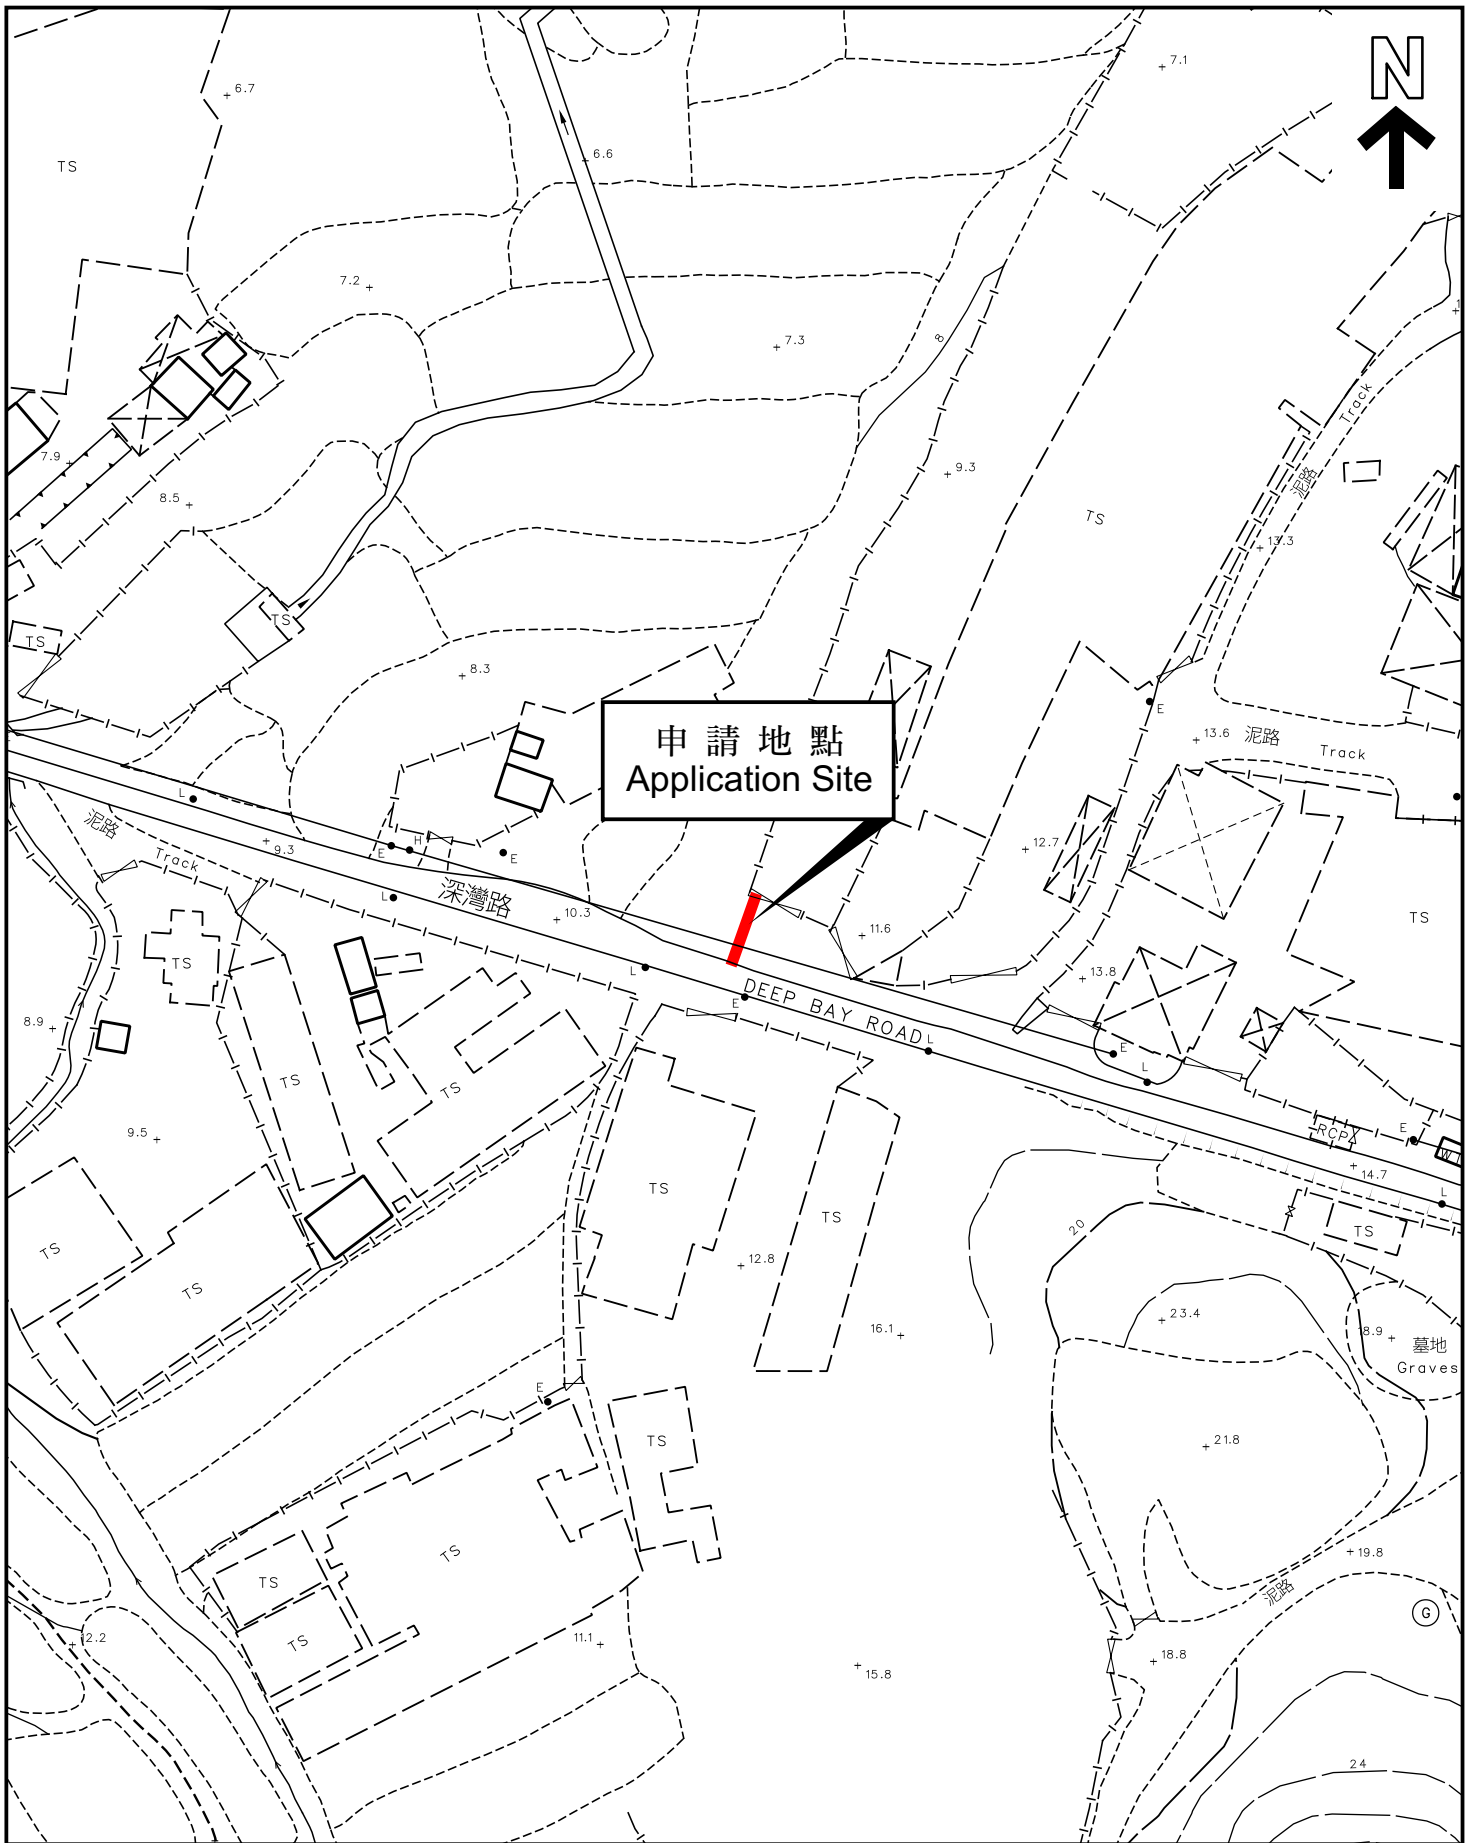 N
7.1
6.7
6.6
TS
7.2
7.3
8
Track
7.9
8.5
9.3
泥路
TS
13.3
TS
TS
8.3
E
申請地點
Application Site
13.6 泥路 Track
L
泥路
9.3
Track
E
H
E
12.7
L
深灣路
10.3
11.6
TS
TS
L
13.8
E
DEEP BAY ROAD
L
E
8.9
L
TS
TS
9.5
RCP
E
W
14.7
TS
L
TS
20
TS
TS
12.8
TS
23.4
16.1
18.9
墓地
Graves
E
TS
21.8
TS
19.8
TS
泥路
G
12.2
TS
11.1
18.8
15.8
24